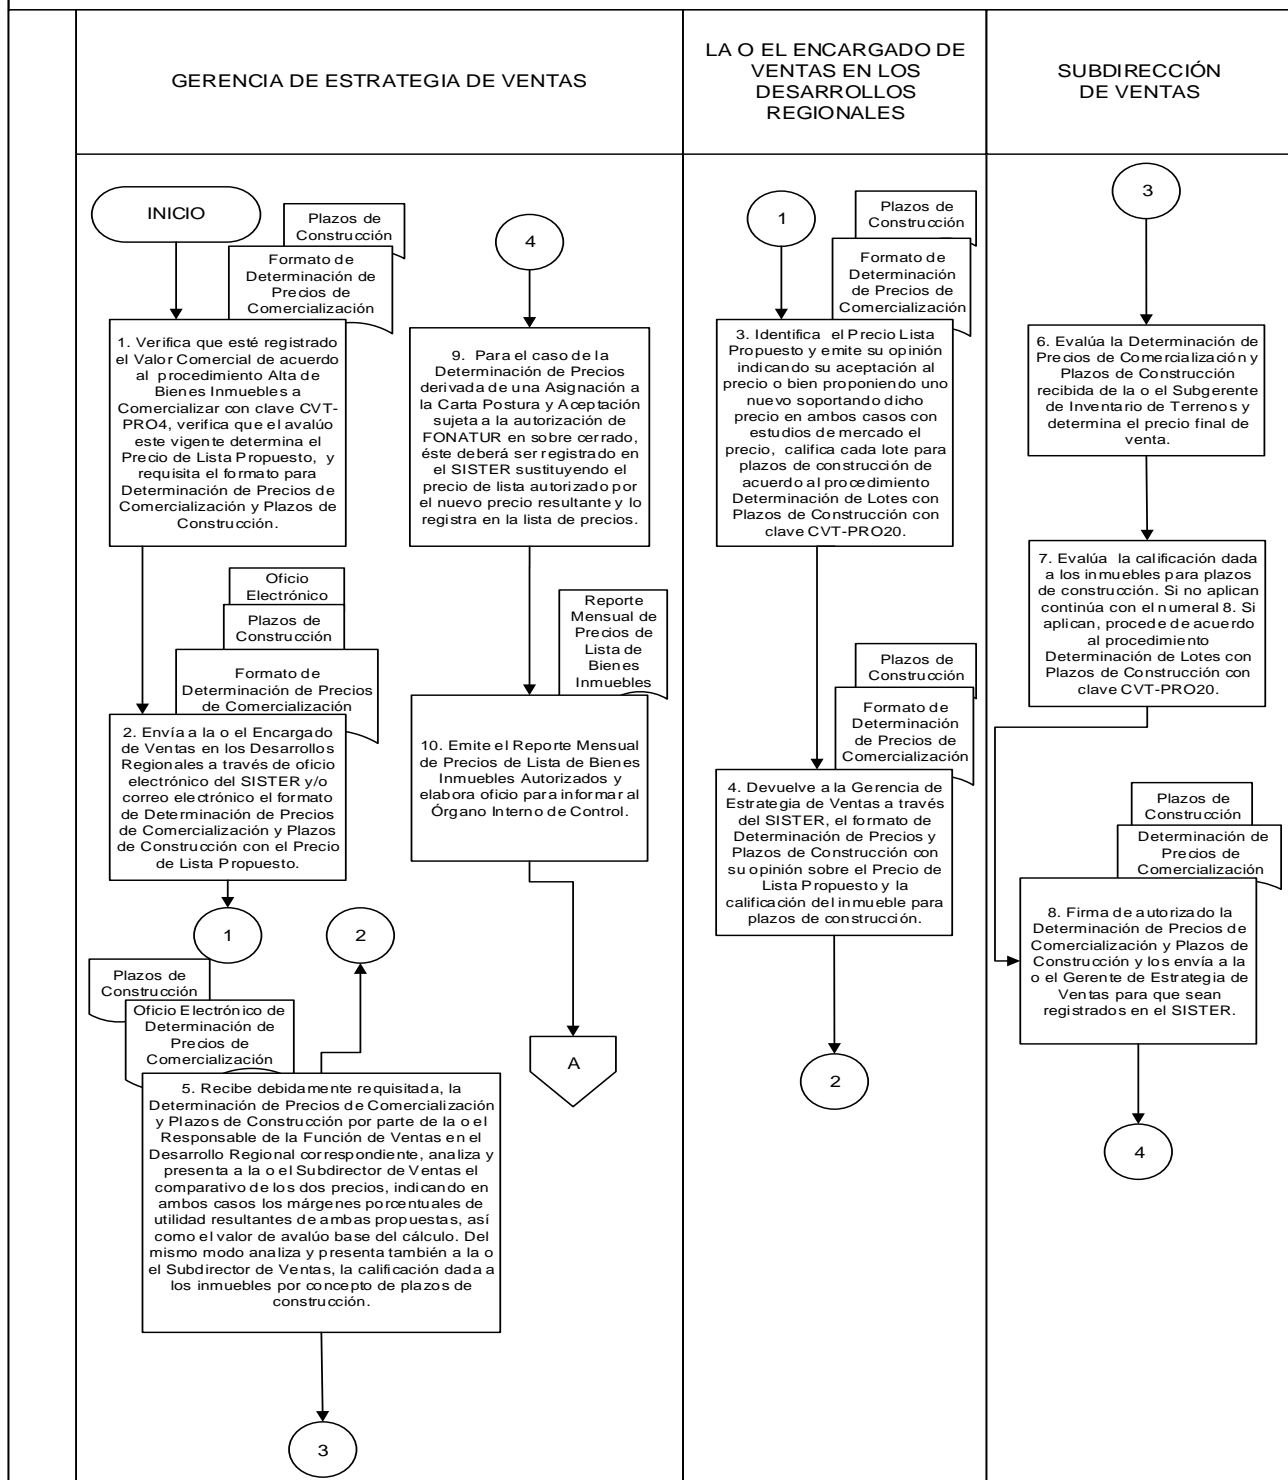 GERENCIA DE ESTRATEGIA DE VENTAS
LA O EL ENCARGADO DE
VENTAS EN LOS
DESARROLLOS
REGIONALES
SUBDIRECCIÓN
DE VENTAS
INICIO
Plazos de
Construcción
Formato de
Determinación de
Precios de
Comercialización
1. Verifica que esté registrado
el Valor Comercial de acuerdo
al procedimiento Alta de
Bienes Inmuebles a
Comercializar con clave CVT-
PRO4, verifica que el avalúo
este vigente determina el
Precio de Lista Propuesto, y
requisita el formato para
Determinación de Precios de
Comercialización y Plazos de
Construcción.
Oficio
Electrónico
Plazos de
Construcción
Formato de
Determinación de Precios
de Comercialización
2. Envía a la o el Encargado
de Ventas en los Desarrollos
Regionales a través de oficio
electrónico del SISTER y/o
correo electrónico el formato
de Determinación de Precios
de Comercialización y Plazos
de Construcción con el Precio
de Lista Propuesto.
1
2
Plazos de
Construcción
Oficio Electrónico de
Determinación de
Precios de
Comercialización
5. Recibe debidamente requisitada, la
Determinación de Precios de Comercialización
y Plazos de Construcción por parte de la o el
Responsable de la Función de Ventas en el
Desarrollo Regional correspondiente, analiza y
presenta a la o el Subdirector de Ventas el
comparativo de los dos precios, indicando en
ambos casos los márgenes porcentuales de
utilidad resultantes de ambas propuestas, así
como el valor de avalúo base del cálculo. Del
mismo modo analiza y presenta también a la o
el Subdirector de Ventas, la calificación dada a
los inmuebles por concepto de plazos de
construcción.
3
4
9. Para el caso de la
Determinación de Precios
derivada de una Asignación a
la Carta Postura y Aceptación
sujeta a la autorización de
FONATUR en sobre cerrado,
éste deberá ser registrado en
el SISTER sustituyendo el
precio de lista autorizado por
el nuevo precio resultante y lo
registra en la lista de precios.
Reporte
Mensual de
Precios de
Lista de
Bienes
Inmuebles
10. Emite el Reporte Mensual
de Precios de Lista de Bienes
Inmuebles Autorizados y
elabora oficio para informar al
Órgano Interno de Control.
A
1
Plazos de
Construcción
Formato de
Determinación
de Precios de
Comercialización
3. Identifica el Precio Lista
Propuesto y emite su opinión
indicando su aceptación al
precio o bien proponiendo uno
nuevo soportando dicho
precio en ambos casos con
estudios de mercado el
precio, califica cada lote para
plazos de construcción de
acuerdo al procedimiento
Determinación de Lotes con
Plazos de Construcción con
clave CVT-PRO20.
Plazos de
Construcción
Formato de
Determinación
de Precios de
Comercialización
4. Devuelve a la Gerencia de
Estrategia de Ventas a través
del SISTER, el formato de
Determinación de Precios y
Plazos de Construcción con
su opinión sobre el Precio de
Lista Propuesto y la
calificación del inmueble para
plazos de construcción.
2
3
6. Evalúa la Determinación de
Precios de Comercialización y
Plazos de Construcción
recibida de la o el Subgerente
de Inventario de Terrenos y
determina el precio final de
venta.
7. Evalúa la calificación dada
a los inmuebles para plazos
de construcción. Si no aplican
continúa con el numeral 8. Si
aplican, procede de acuerdo
al procedimiento
Determinación de Lotes con
Plazos de Construcción con
clave CVT-PRO20.
Plazos de
Construcción
Determinación de
Precios de
Comercialización
8. Firma de autorizado la
Determinación de Precios de
Comercialización y Plazos de
Construcción y los envía a la
o el Gerente de Estrategia de
Ventas para que sean
registrados en el SISTER.
4